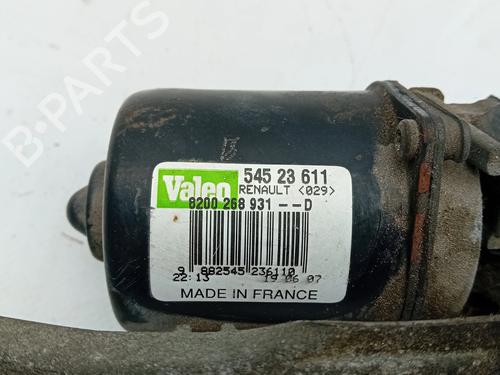 B-PARTS
Valeo 545 23 611
RENAULT <029>
8200 268 931 -- D
9 882545 236110
22:13 19 06 07
MADE IN FRANCE